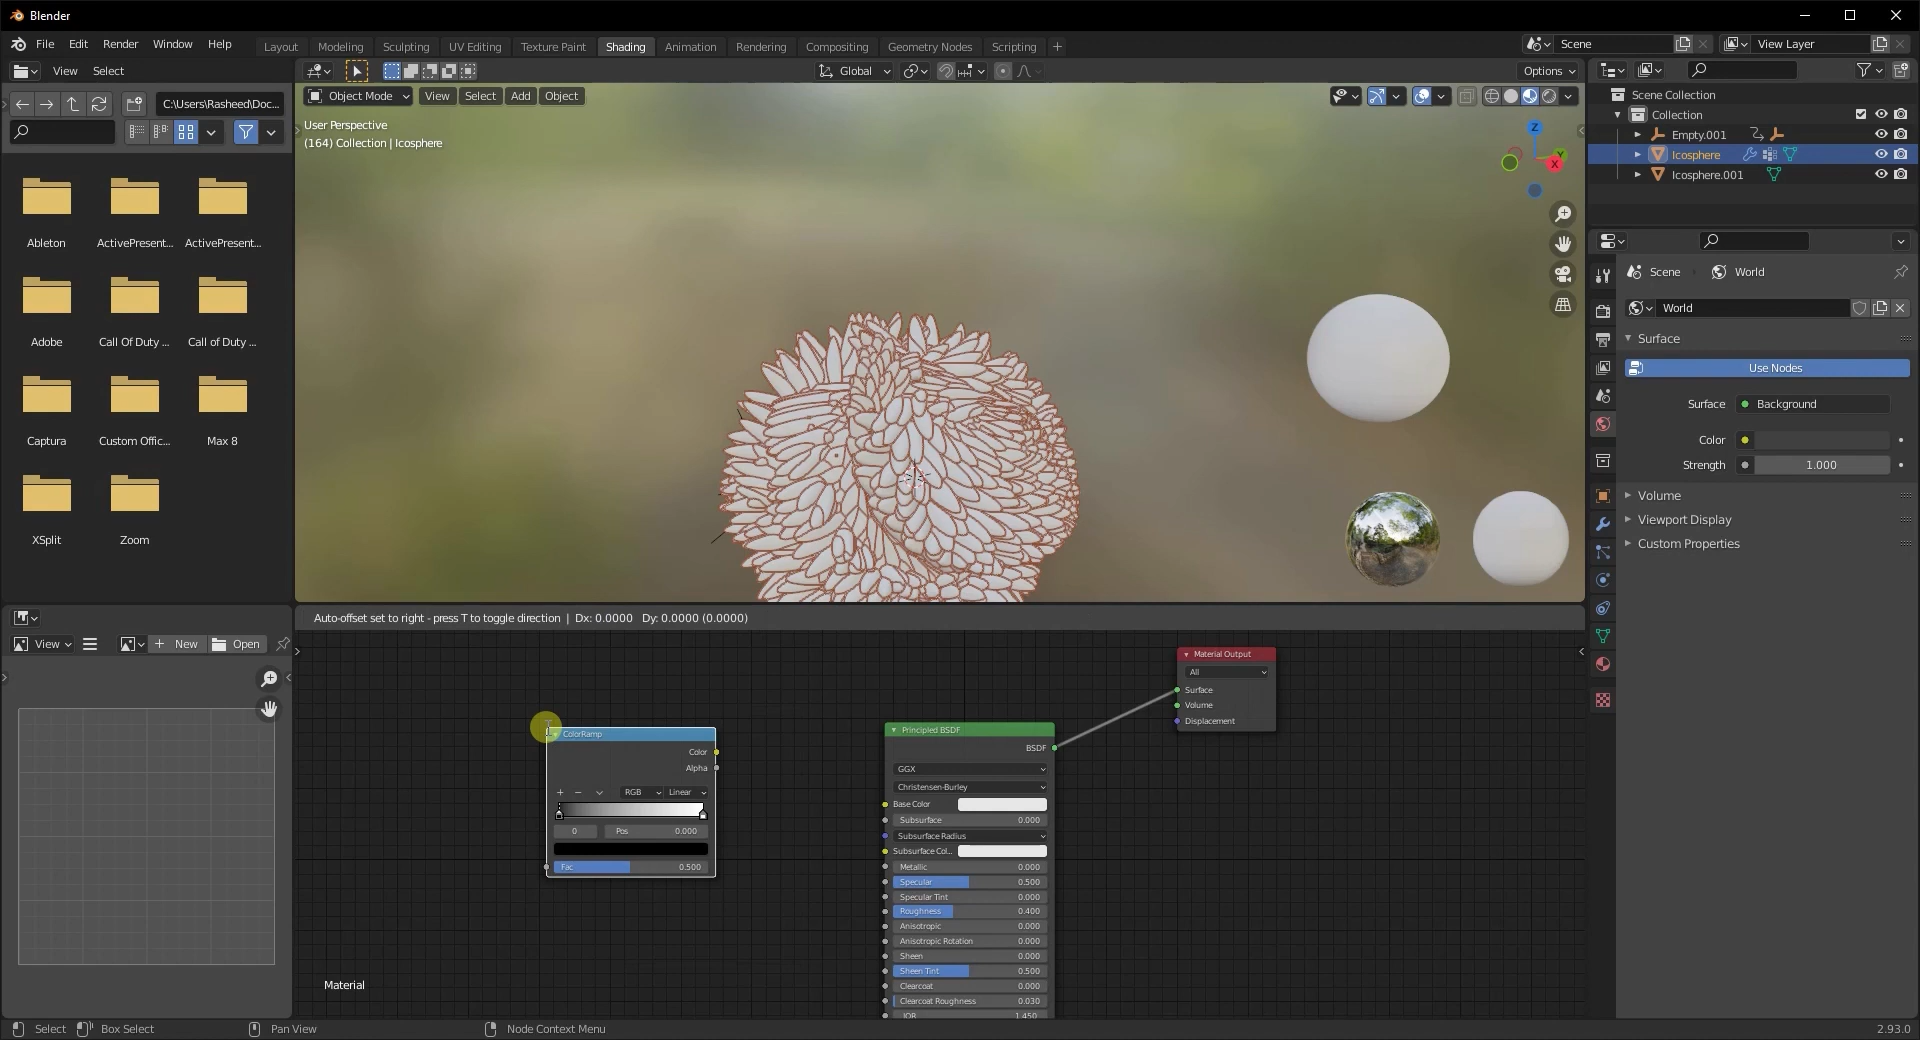 Blender
File Edit Render Window Help
Layout Modeling Sculpting UV Editing Texture Paint Shading Animation Rendering Compositing Geometry Nodes Scripting +
Scene
View Layer
View Select
Global
Options
C:\Users\Rasheed\Doc...
Object Mode View Select Add Object
User Perspective
(164) Collection | Icosphere
Z
Y
X
Scene Collection
Collection
Empty.001
Icosphere
Icosphere.001
Ableton ActivePresent... ActivePresent...
Adobe Call Of Duty ... Call of Duty ...
Captura Custom Offic... Max 8
XSplit Zoom
Scene World
World
Surface
Use Nodes
Surface Background
Color
Strength 1.000
Volume
Viewport Display
Custom Properties
View New Open
Auto-offset set to right - press T to toggle direction | Dx: 0.0000 Dy: 0.0000 (0.0000)
ColorRamp
Color
Alpha
+ − RGB Linear
0 Pos 0.000
Fac 0.500
Principled BSDF
BSDF
GGX
Christensen-Burley
Base Color
Subsurface 0.000
Subsurface Radius
Subsurface Col...
Metallic 0.000
Specular 0.500
Specular Tint 0.000
Roughness 0.400
Anisotropic 0.000
Anisotropic Rotation 0.000
Sheen 0.000
Sheen Tint 0.500
Clearcoat 0.000
Clearcoat Roughness 0.030
IOR 1.450
Material Output
All
Surface
Volume
Displacement
Material
Select Box Select Pan View Node Context Menu 2.93.0